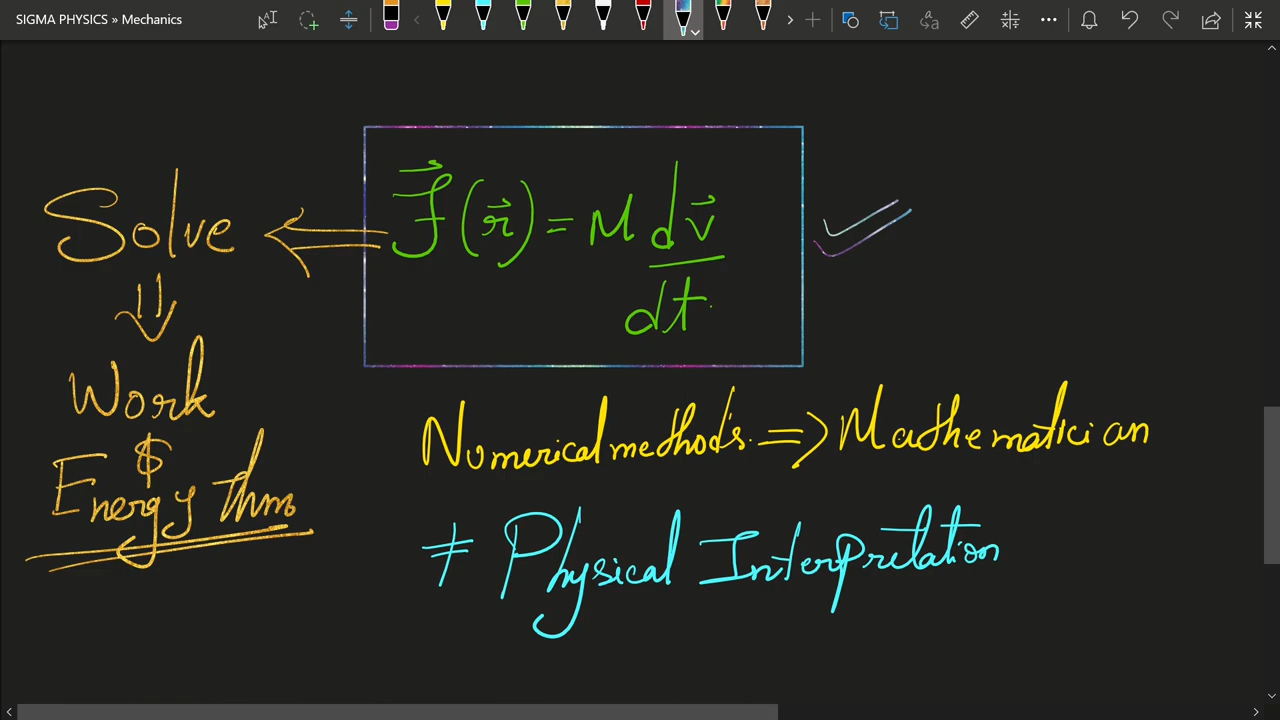 SIGMA PHYSICS » Mechanics
Solve ⇐ F⃗(r⃗) = M dv⃗/dt
⇓
Work
$
Energy thm
Numerical methods. => Mathematician
≠ Physical Interpretation